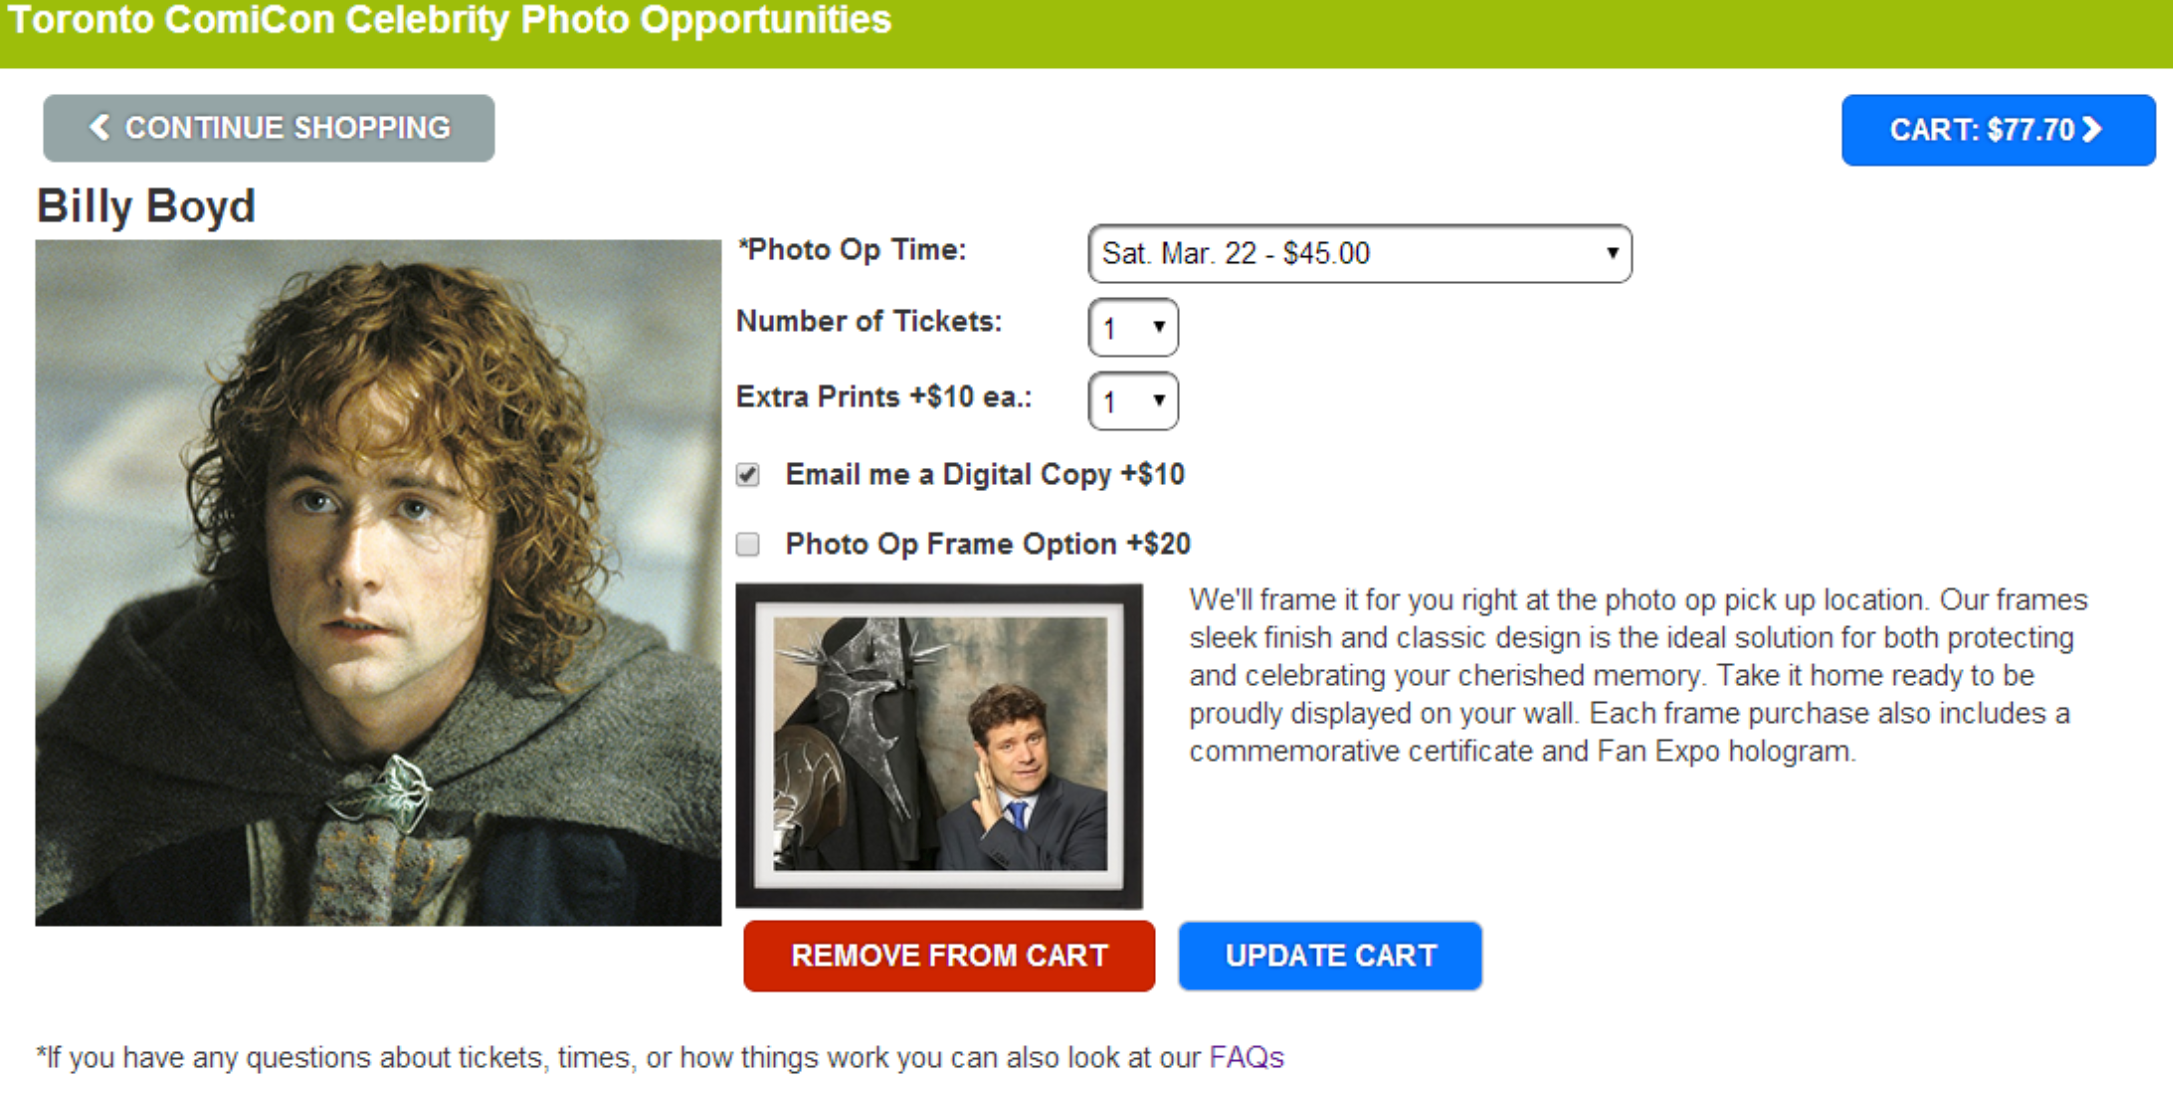 Toronto ComiCon Celebrity Photo Opportunities
CONTINUE SHOPPING
CART: $77.70
Billy Boyd
*Photo Op Time:
Sat. Mar. 22 - $45.00
Number of Tickets:
1
Extra Prints +$10 ea.:
1
Email me a Digital Copy +$10
Photo Op Frame Option +$20
We'll frame it for you right at the photo op pick up location. Our frames
sleek finish and classic design is the ideal solution for both protecting
and celebrating your cherished memory. Take it home ready to be
proudly displayed on your wall. Each frame purchase also includes a
commemorative certificate and Fan Expo hologram.
REMOVE FROM CART
UPDATE CART
*If you have any questions about tickets, times, or how things work you can also look at our FAQs